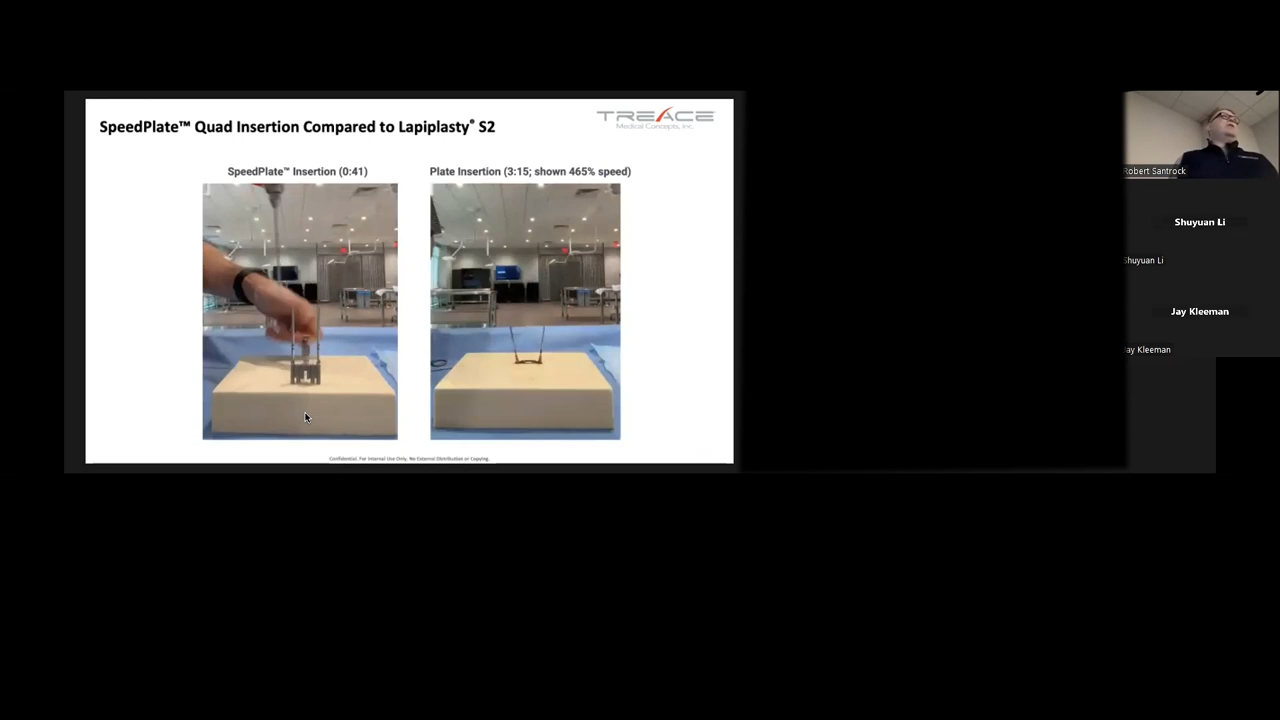 SpeedPlate™ Quad Insertion Compared to Lapiplasty® S2
TREACE
Medical Concepts, Inc.
SpeedPlate™ Insertion (0:41)
Plate Insertion (3:15; shown 465% speed)
Confidential. For Internal Use Only, No External Distribution or Copying.
Robert Santrock
Shuyuan Li
Shuyuan Li
Jay Kleeman
Jay Kleeman